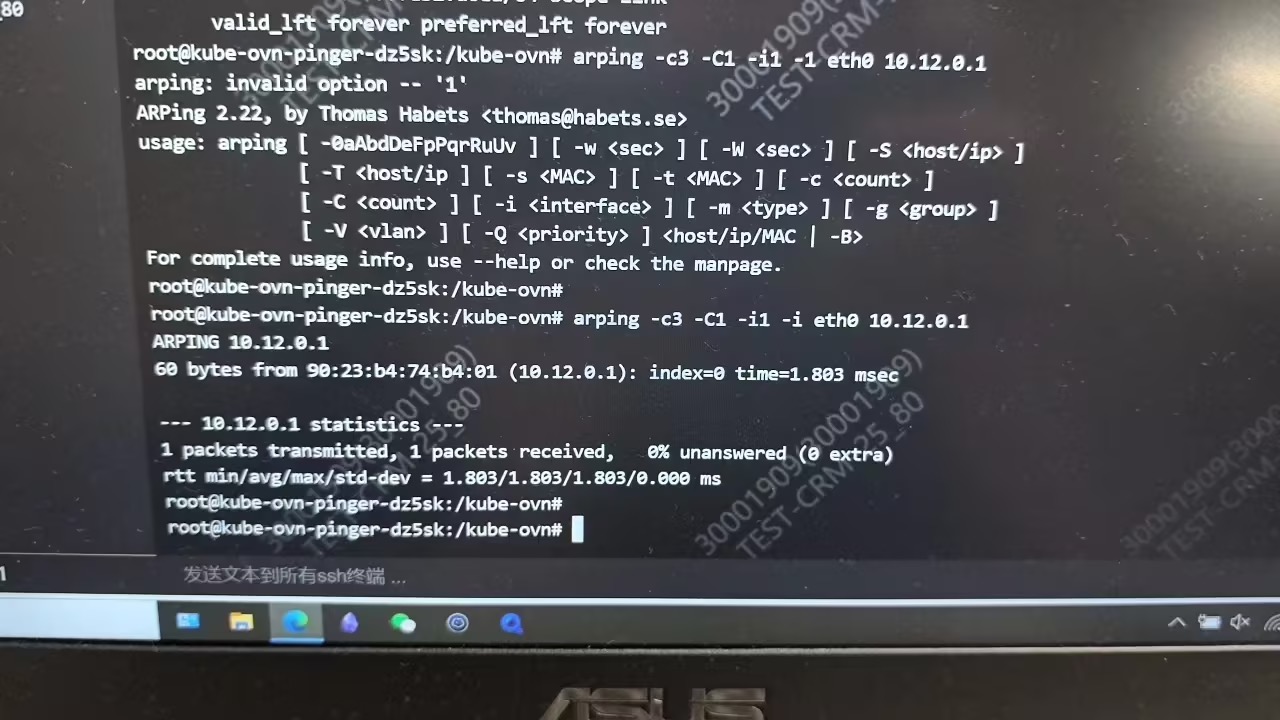 80
valid_lft forever preferred_lft forever
root@kube-ovn-pinger-dz5sk:/kube-ovn# arping -c3 -C1 -i1 -1 eth0 10.12.0.1
arping: invalid option -- '1'
ARPing 2.22, by Thomas Habets <thomas@habets.se>
usage: arping [ -0aAbdDeFpPqrRuUv ] [ -w <sec> ] [ -W <sec> ] [ -S <host/ip> ]
[ -T <host/ip ] [ -s <MAC> ] [ -t <MAC> ] [ -c <count> ]
[ -C <count> ] [ -i <interface> ] [ -m <type> ] [ -g <group> ]
[ -V <vlan> ] [ -Q <priority> ] <host/ip/MAC | -B>
For complete usage info, use --help or check the manpage.
root@kube-ovn-pinger-dz5sk:/kube-ovn#
root@kube-ovn-pinger-dz5sk:/kube-ovn# arping -c3 -C1 -i1 -i eth0 10.12.0.1
ARPING 10.12.0.1
60 bytes from 90:23:b4:74:b4:01 (10.12.0.1): index=0 time=1.803 msec
--- 10.12.0.1 statistics ---
1 packets transmitted, 1 packets received,   0% unanswered (0 extra)
rtt min/avg/max/std-dev = 1.803/1.803/1.803/0.000 ms
root@kube-ovn-pinger-dz5sk:/kube-ovn#
root@kube-ovn-pinger-dz5sk:/kube-ovn#
300001909(300001909)
TEST-CRM-25_80
发送文本到所有ssh终端 ...
ASUS